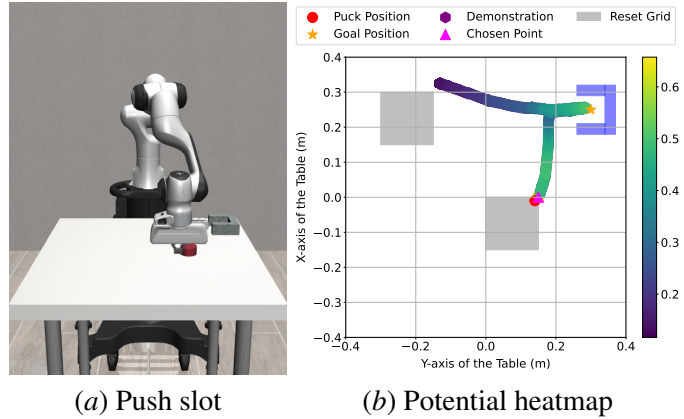 Puck Position
Goal Position
Demonstration
Chosen Point
Reset Grid
0.4
0.3
0.2
0.1
0.0
−0.1
−0.2
−0.3
−0.4
X-axis of the Table (m)
−0.4 −0.2 0.0 0.2 0.4
Y-axis of the Table (m)
0.6
0.5
0.4
0.3
0.2
(a) Push slot
(b) Potential heatmap